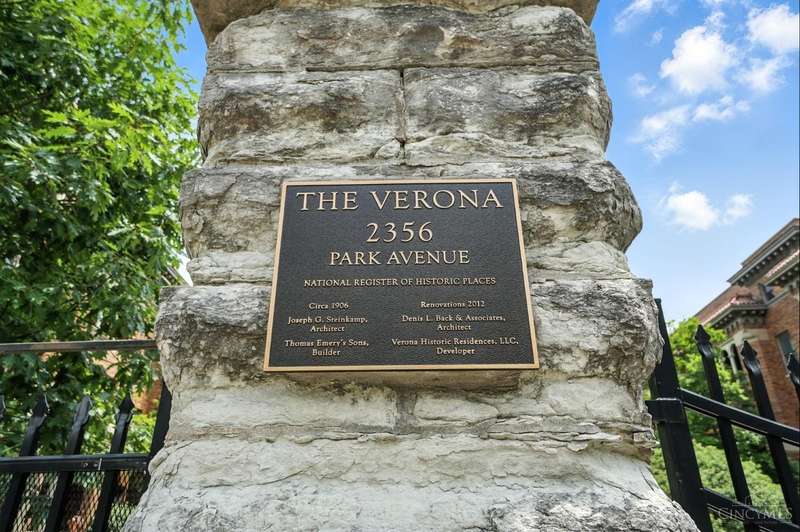 THE VERONA
2356
PARK AVENUE
NATIONAL REGISTER OF HISTORIC PLACES
Circa 1906
Joseph G. Steinkamp,
Architect
Thomas Emery's Sons,
Builder
Renovations 2012
Denis L. Back & Associates,
Architect
Verona Historic Residences, LLC,
Developer
CINCYMLS